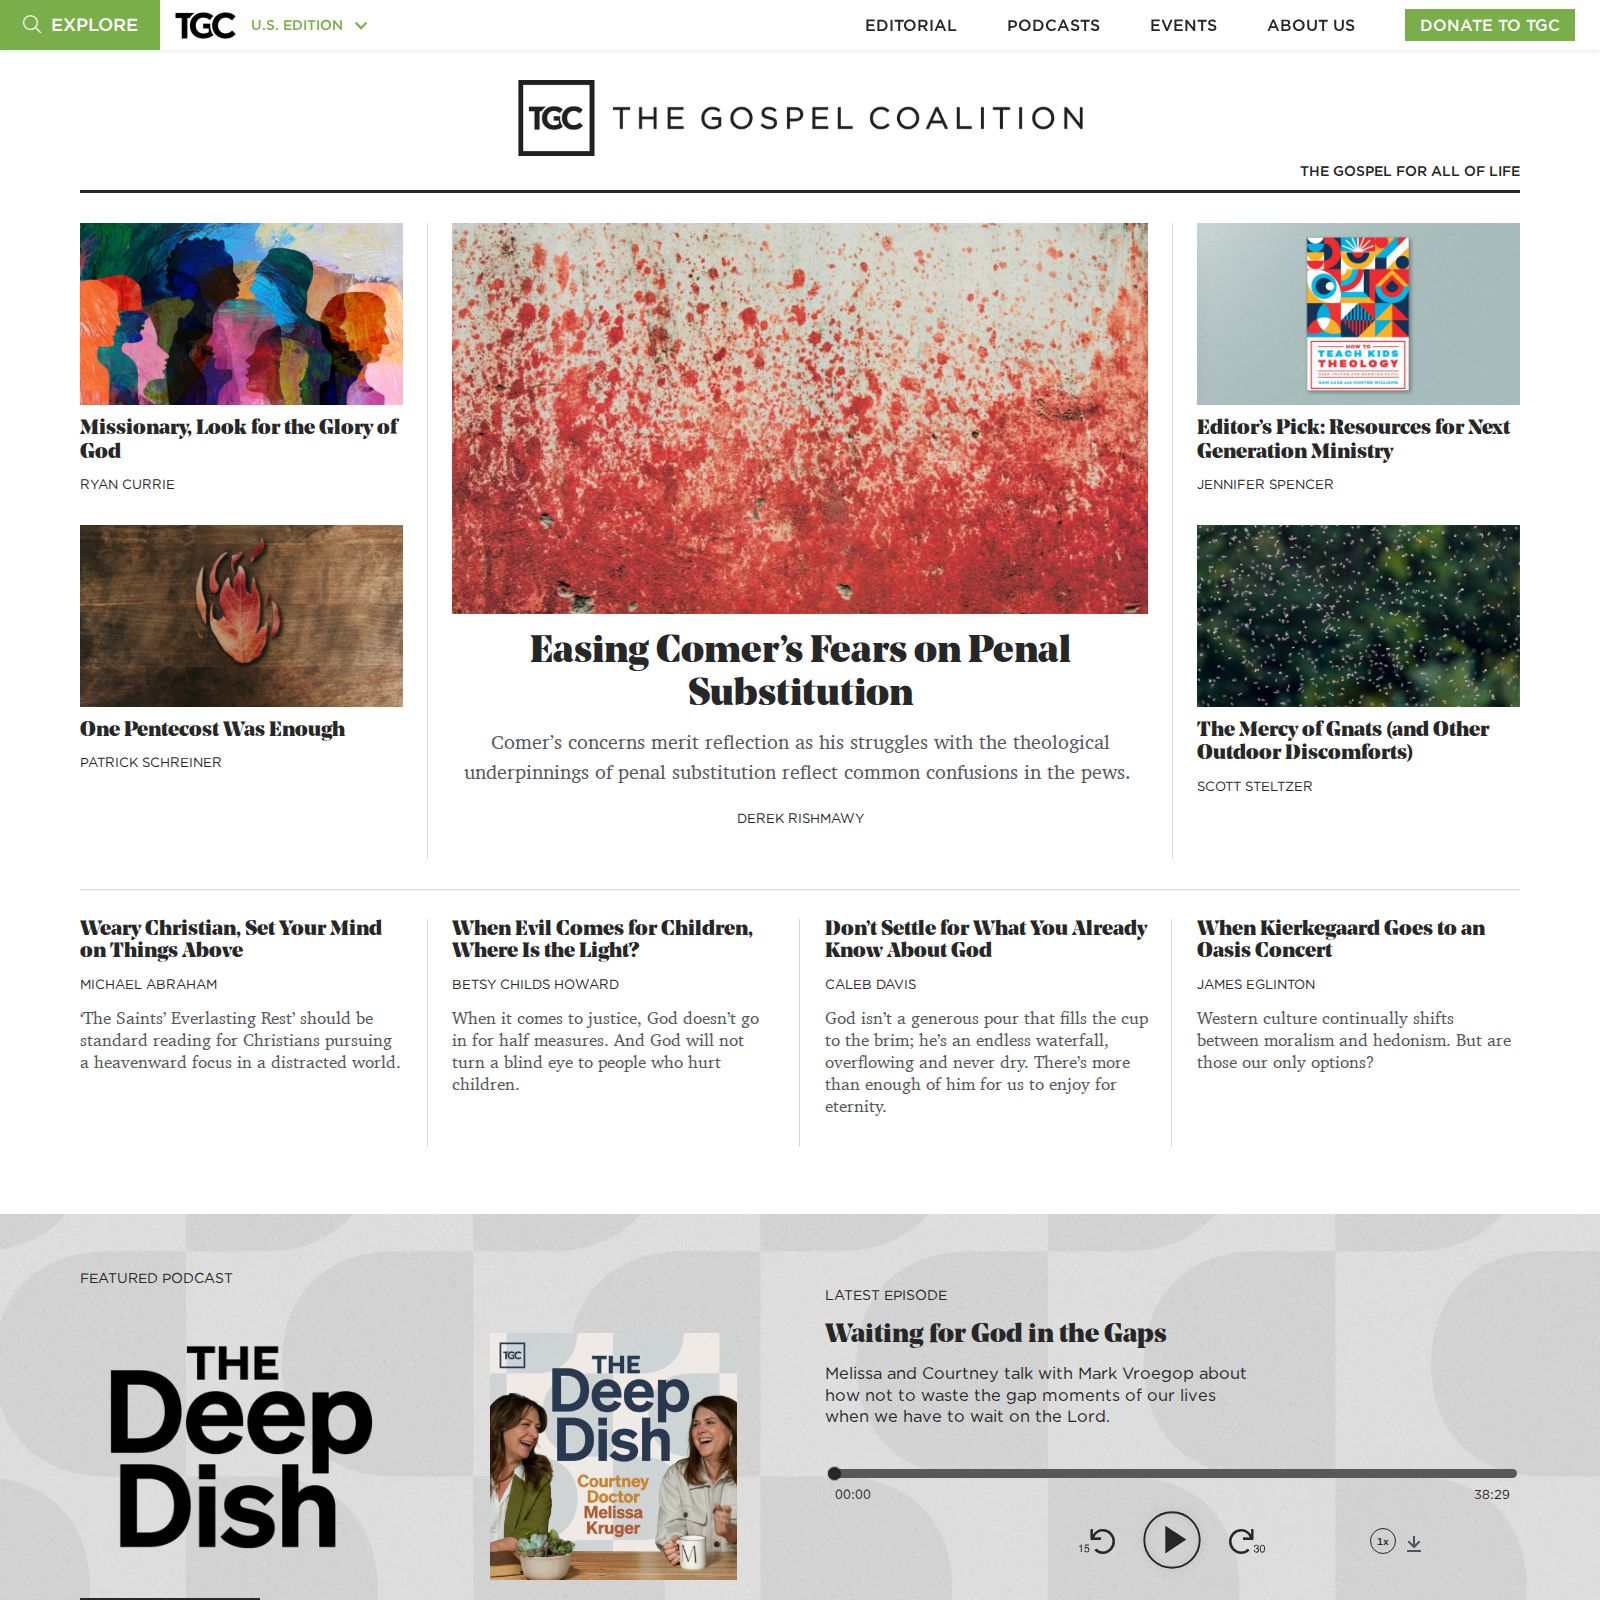 EXPLORE
TGC
U.S. EDITION
EDITORIAL
PODCASTS
EVENTS
ABOUT US
DONATE TO TGC
TGC THE GOSPEL COALITION
THE GOSPEL FOR ALL OF LIFE
Missionary, Look for the Glory of
God
RYAN CURRIE
One Pentecost Was Enough
PATRICK SCHREINER
Easing Comer’s Fears on Penal
Substitution
Comer’s concerns merit reflection as his struggles with the theological
underpinnings of penal substitution reflect common confusions in the pews.
DEREK RISHMAWY
HOW TO
TEACH KIDS
THEOLOGY
Editor’s Pick: Resources for Next
Generation Ministry
JENNIFER SPENCER
The Mercy of Gnats (and Other
Outdoor Discomforts)
SCOTT STELTZER
Weary Christian, Set Your Mind
on Things Above
MICHAEL ABRAHAM
‘The Saints’ Everlasting Rest’ should be
standard reading for Christians pursuing
a heavenward focus in a distracted world.
When Evil Comes for Children,
Where Is the Light?
BETSY CHILDS HOWARD
When it comes to justice, God doesn’t go
in for half measures. And God will not
turn a blind eye to people who hurt
children.
Don’t Settle for What You Already
Know About God
CALEB DAVIS
God isn’t a generous pour that fills the cup
to the brim; he’s an endless waterfall,
overflowing and never dry. There’s more
than enough of him for us to enjoy for
eternity.
When Kierkegaard Goes to an
Oasis Concert
JAMES EGLINTON
Western culture continually shifts
between moralism and hedonism. But are
those our only options?
FEATURED PODCAST
THE
Deep
Dish
TGC
THE
Deep
Dish
Courtney
Doctor
Melissa
Kruger
M
LATEST EPISODE
Waiting for God in the Gaps
Melissa and Courtney talk with Mark Vroegop about
how not to waste the gap moments of our lives
when we have to wait on the Lord.
00:00
38:29
15
30
1x